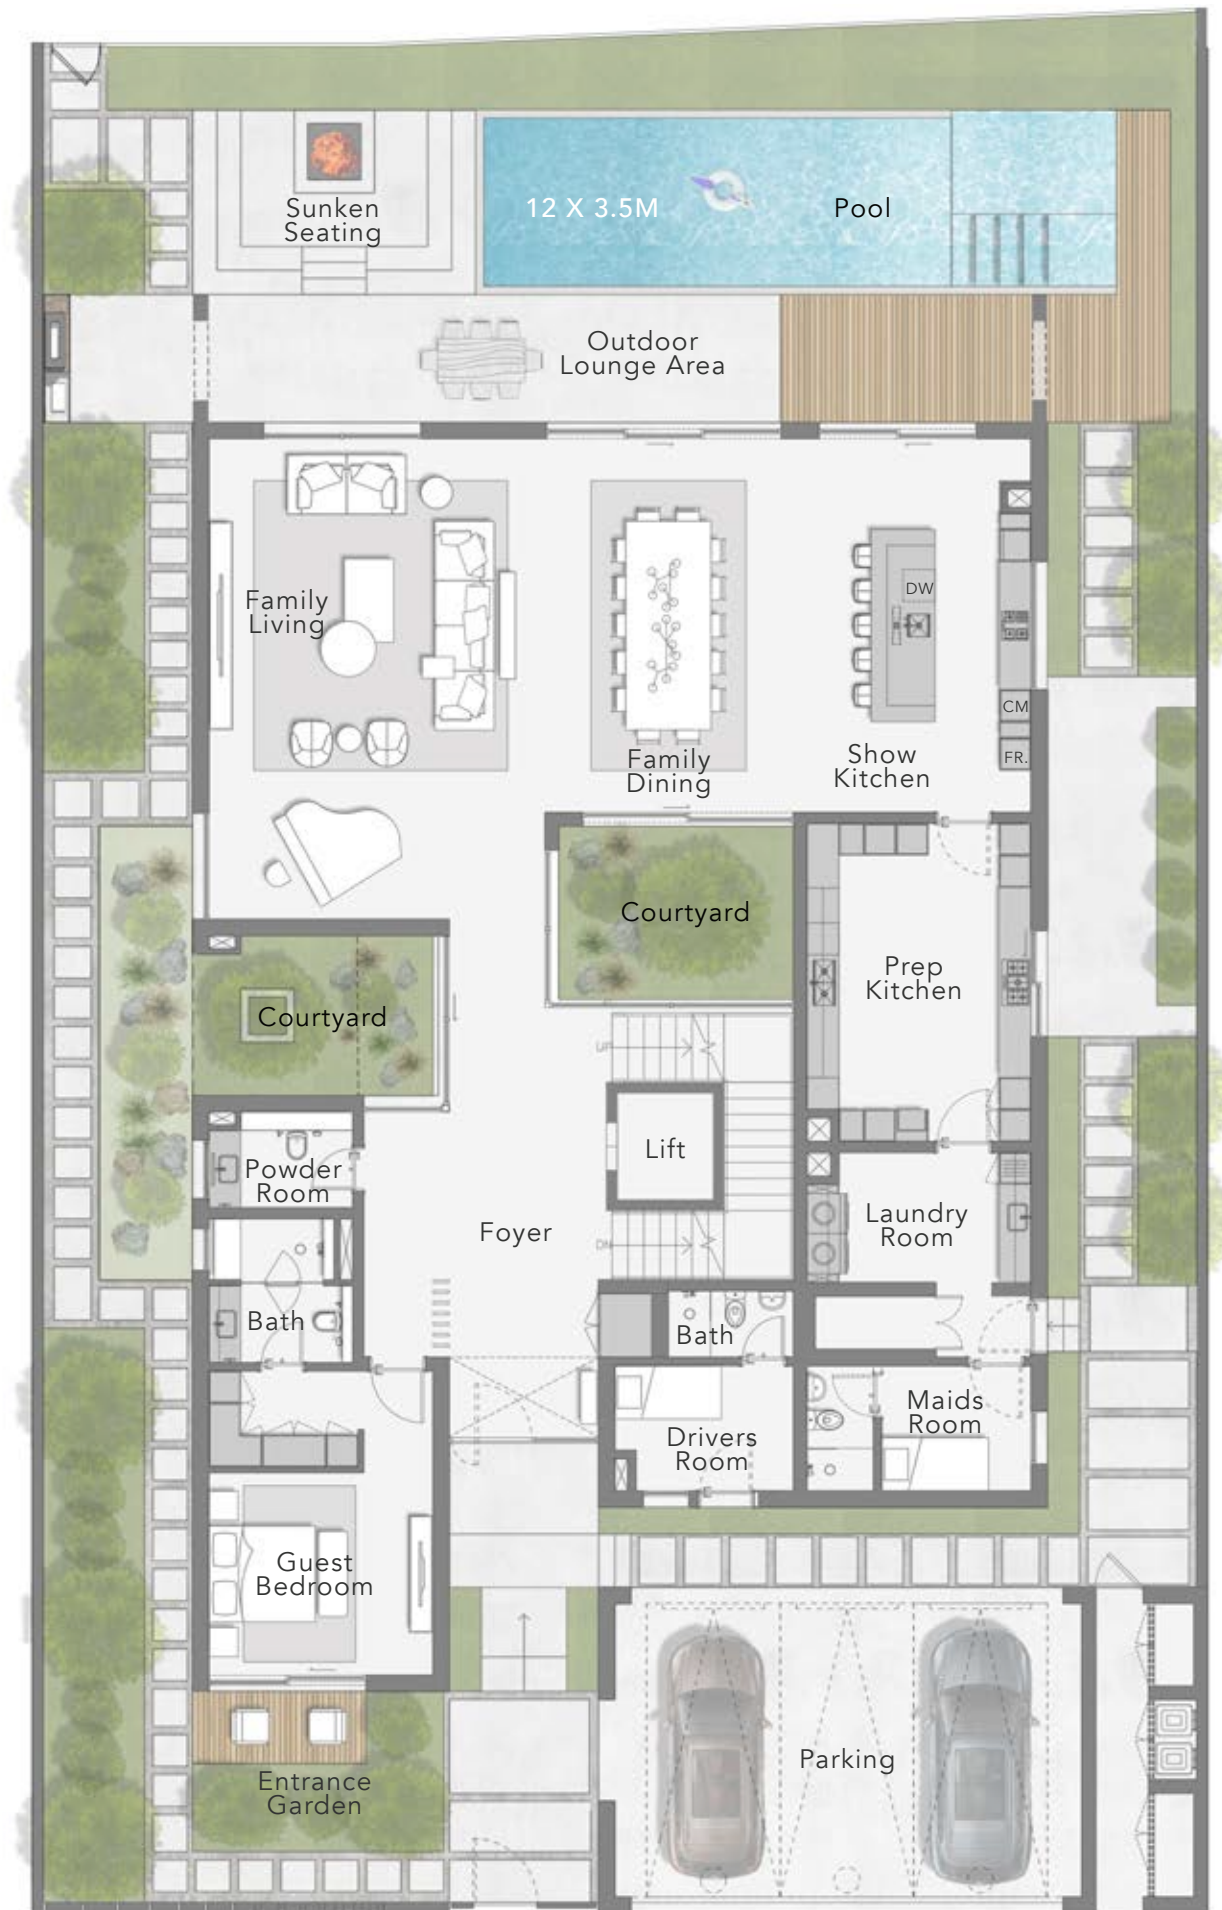 Sunken
Seating
12 X 3.5M
Pool
Outdoor
Lounge Area
Family
Living
DW
CM
FR.
Family
Dining
Show
Kitchen
Courtyard
Prep
Kitchen
Courtyard
UP
Lift
Powder
Room
Foyer
Laundry
Room
DN
Bath
Bath
Maids
Room
Drivers
Room
Guest
Bedroom
Parking
Entrance
Garden